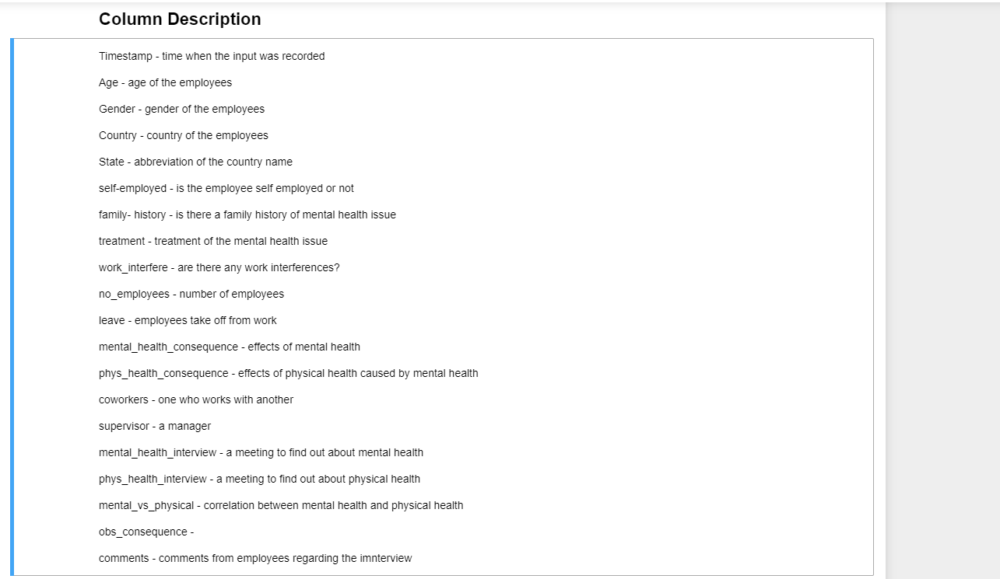 Column Description
Timestamp - time when the input was recorded
Age - age of the employees
Gender - gender of the employees
Country - country of the employees
State - abbreviation of the country name
self-employed - is the employee self employed or not
family- history - is there a family history of mental health issue
treatment - treatment of the mental health issue
work_interfere - are there any work interferences?
no_employees - number of employees
leave - employees take off from work
mental_health_consequence - effects of mental health
phys_health_consequence - effects of physical health caused by mental health
coworkers - one who works with another
supervisor - a manager
mental_health_interview - a meeting to find out about mental health
phys_health_interview - a meeting to find out about physical health
mental_vs_physical - correlation between mental health and physical health
obs_consequence -
comments - comments from employees regarding the imnterview